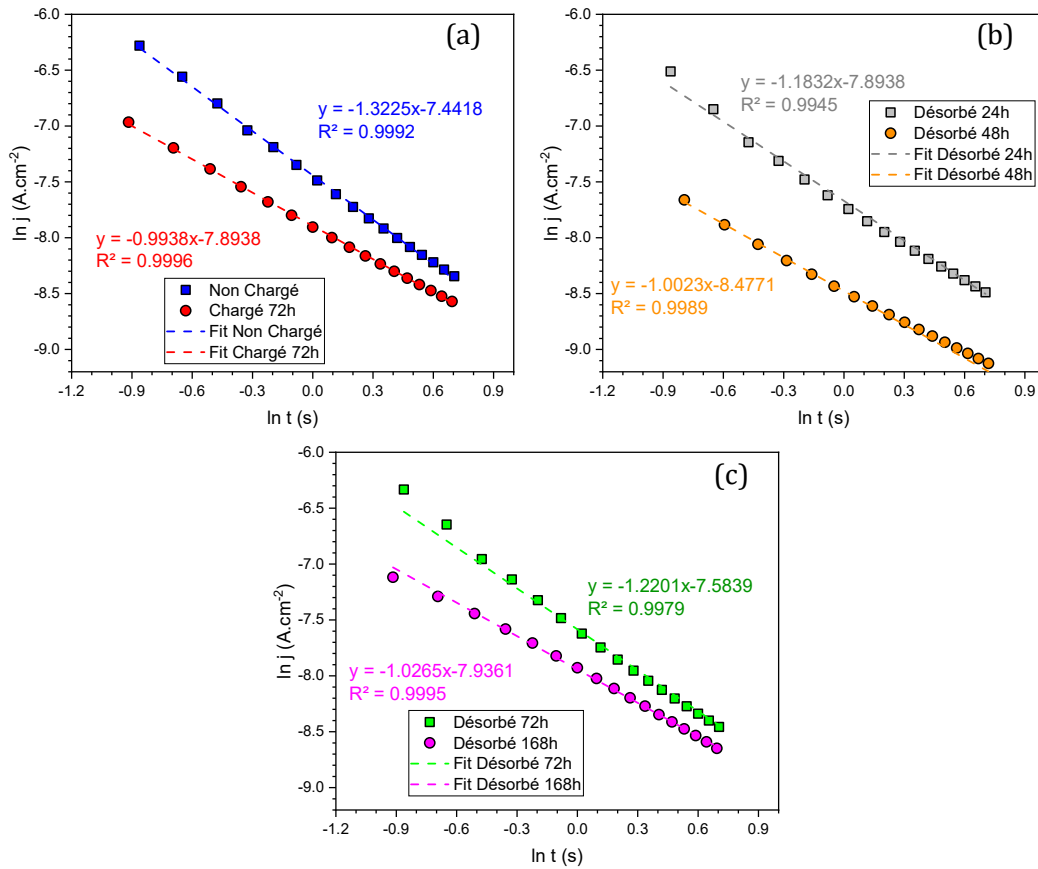 (a)
y = -1.3225x-7.4418
R² = 0.9992
y = -0.9938x-7.8938
R² = 0.9996
Non Chargé
Chargé 72h
Fit Non Chargé
Fit Chargé 72h
ln j (A.cm⁻²)
-6.0
-6.5
-7.0
-7.5
-8.0
-8.5
-9.0
-1.2 -0.9 -0.6 -0.3 0.0 0.3 0.6 0.9
ln t (s)
(b)
y = -1.1832x-7.8938
R² = 0.9945
Désorbé 24h
Désorbé 48h
Fit Désorbé 24h
Fit Désorbé 48h
y = -1.0023x-8.4771
R² = 0.9989
ln j (A.cm⁻²)
-6.0
-6.5
-7.0
-7.5
-8.0
-8.5
-9.0
-1.2 -0.9 -0.6 -0.3 0.0 0.3 0.6 0.9
ln t (s)
(c)
y = -1.2201x-7.5839
R² = 0.9979
y = -1.0265x-7.9361
R² = 0.9995
Désorbé 72h
Désorbé 168h
Fit Désorbé 72h
Fit Désorbé 168h
ln j (A.cm⁻²)
-6.0
-6.5
-7.0
-7.5
-8.0
-8.5
-9.0
-1.2 -0.9 -0.6 -0.3 0.0 0.3 0.6 0.9
ln t (s)